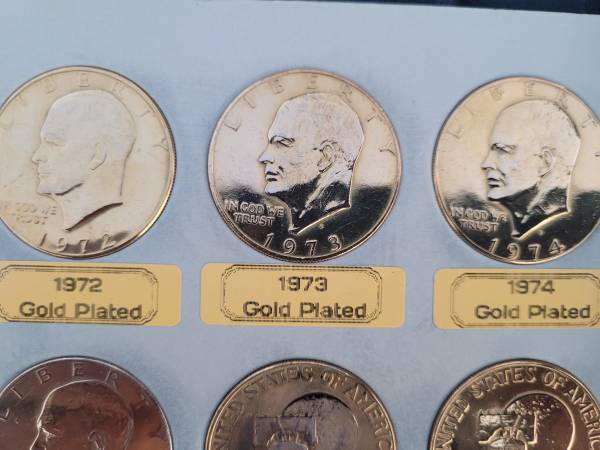 LIBERTY
IN GOD WE
TRUST
1972
LIBERTY
IN GOD WE
TRUST
1973
LIBERTY
IN GOD WE
TRUST
1974
1972
Gold Plated
1973
Gold Plated
1974
Gold Plated
LIBERTY
UNITED STATES OF AMERICA
UNITED STATES OF AMERICA